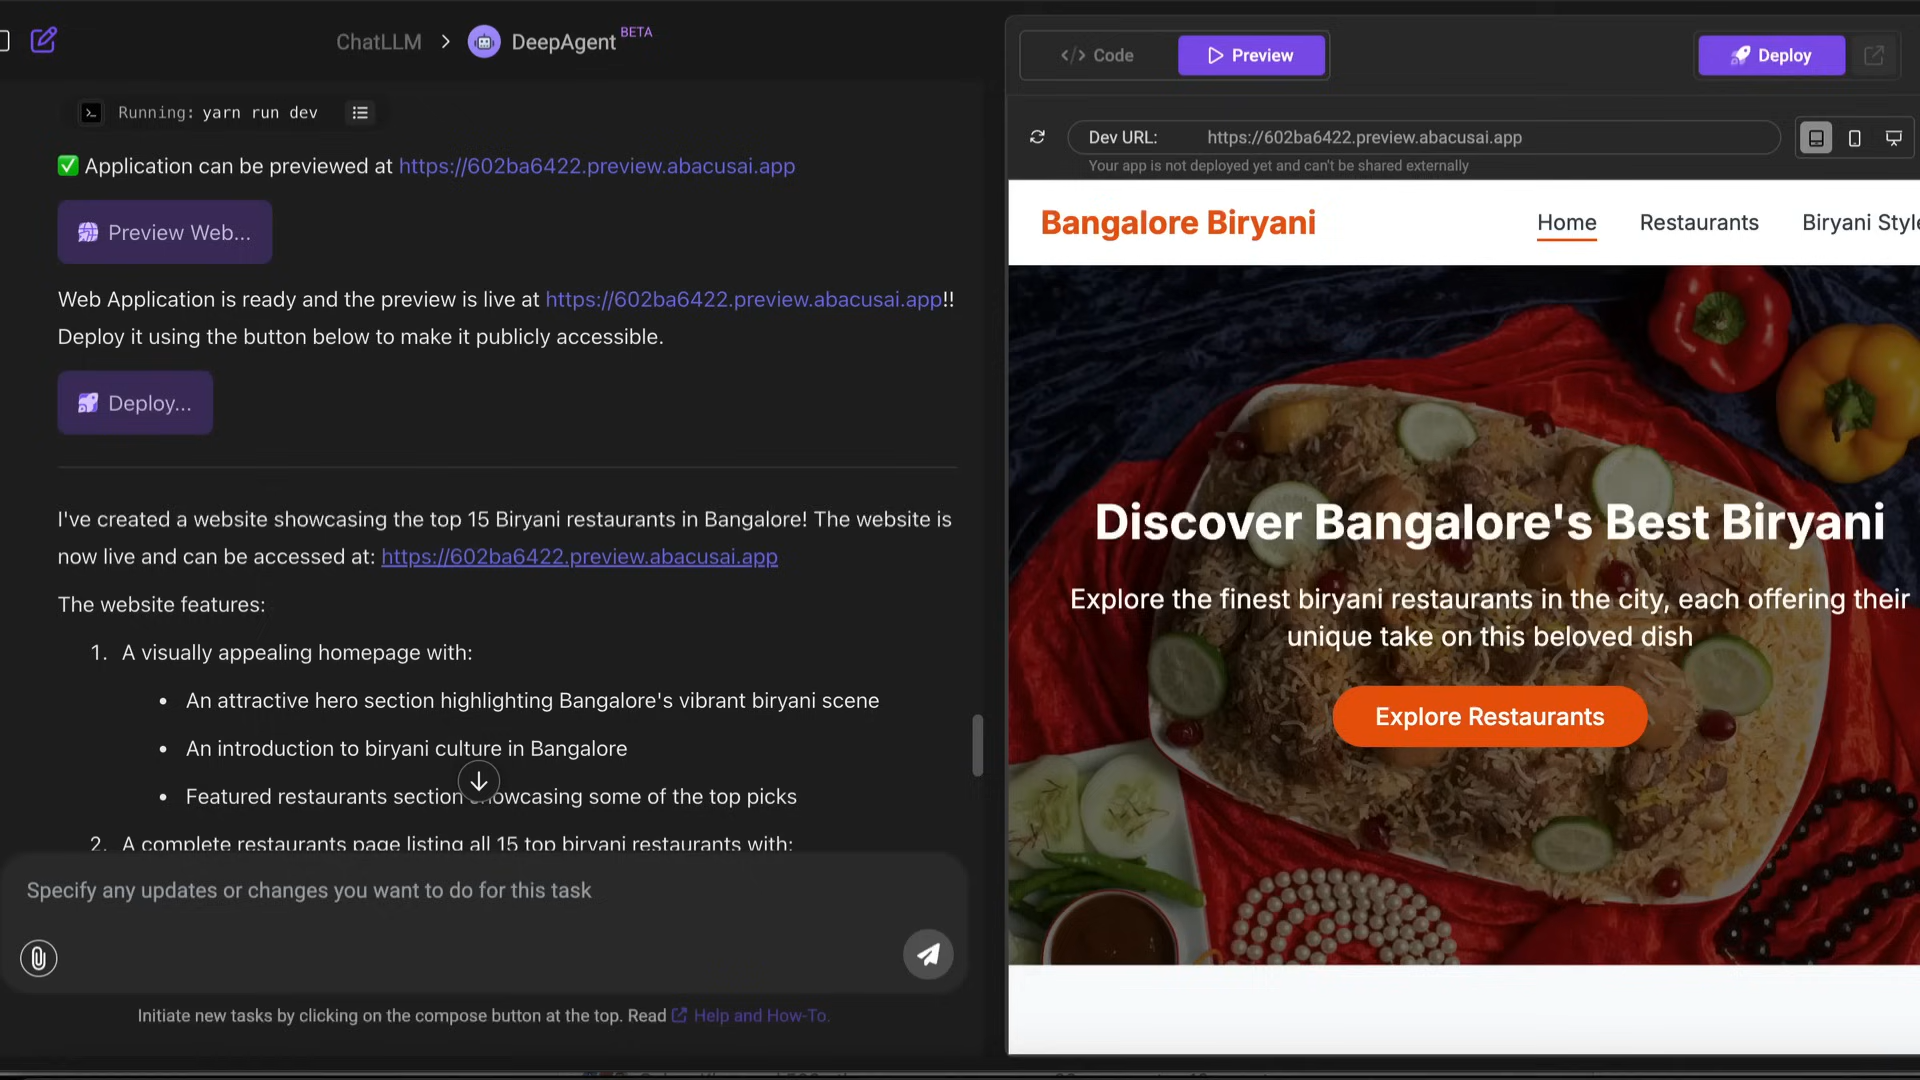 ChatLLM
DeepAgent BETA
Running: yarn run dev
Application can be previewed at https://602ba6422.preview.abacusai.app
Preview Web...
Web Application is ready and the preview is live at https://602ba6422.preview.abacusai.app!!
Deploy it using the button below to make it publicly accessible.
Deploy...
I've created a website showcasing the top 15 Biryani restaurants in Bangalore! The website is
now live and can be accessed at: https://602ba6422.preview.abacusai.app
The website features:
1. A visually appealing homepage with:
• An attractive hero section highlighting Bangalore's vibrant biryani scene
• An introduction to biryani culture in Bangalore
• Featured restaurants section showcasing some of the top picks
2. A complete restaurants page listing all 15 top biryani restaurants with:
Specify any updates or changes you want to do for this task
Initiate new tasks by clicking on the compose button at the top. Read Help and How-To.
</> Code
Preview
Deploy
Dev URL: https://602ba6422.preview.abacusai.app
Your app is not deployed yet and can't be shared externally
Bangalore Biryani
Home Restaurants Biryani Style
Discover Bangalore's Best Biryani
Explore the finest biryani restaurants in the city, each offering their
unique take on this beloved dish
Explore Restaurants